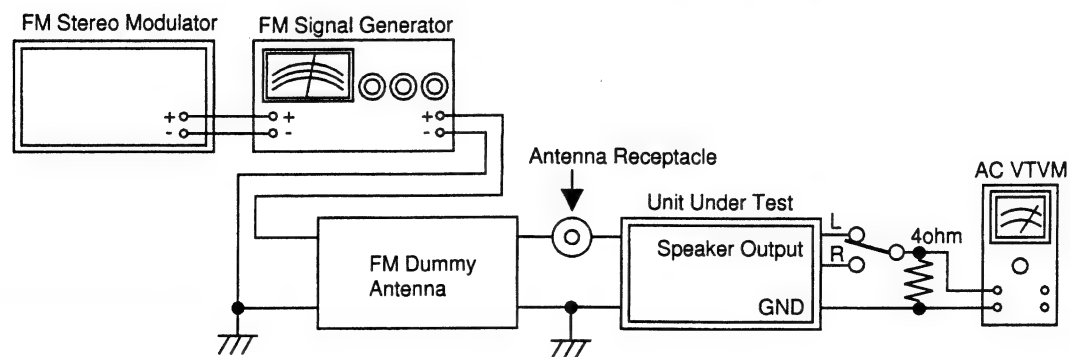 FM Stereo Modulator
FM Signal Generator
+
-
+
-
+
-
Antenna Receptacle
AC VTVM
Unit Under Test
L
4ohm
Speaker Output
R
FM Dummy
Antenna
GND